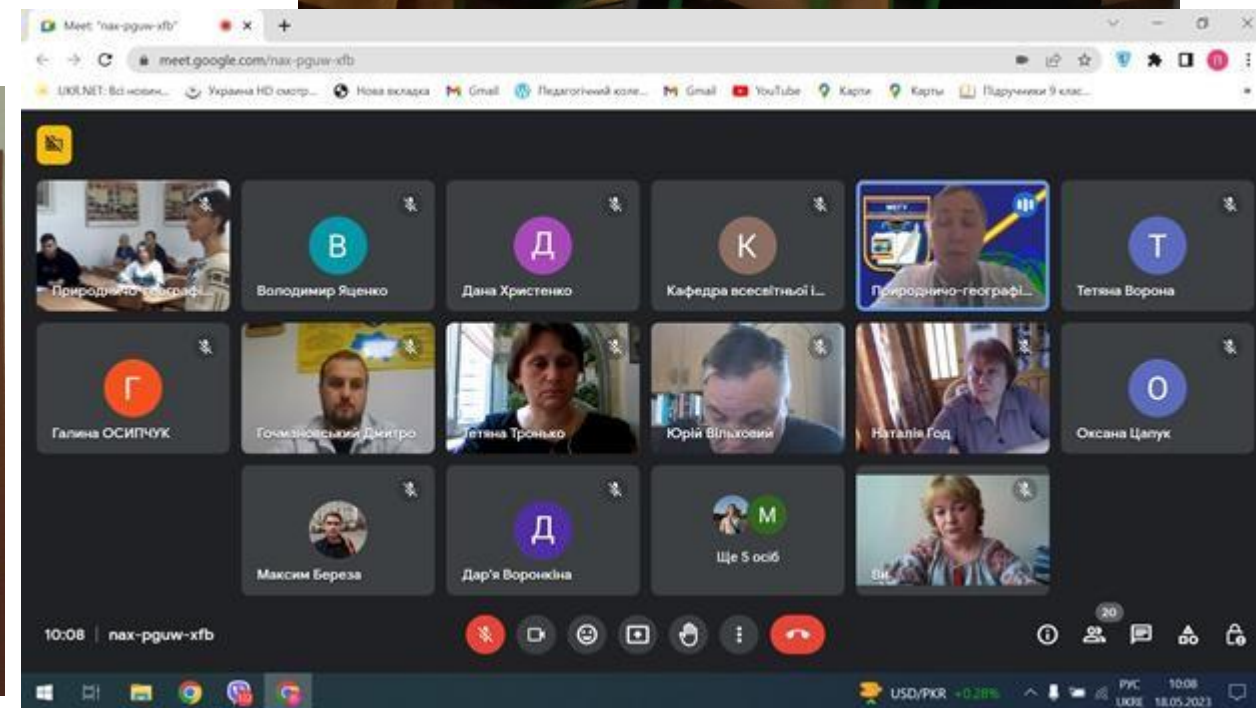 Meet: "nax-pguw-xfb"
meet.google.com/nax-pguw-xfb
UKR.NET: Всі новин... Украина HD смотр... Нова вкладка Gmail Педагогічний коле... Gmail YouTube Карти Карты Підручники 9 клас...
Природничо-географі...
В
Володимир Яценко
Д
Дана Христенко
К
Кафедра всесвітньої і...
Природничо-географі...
Т
Тетяна Ворона
Г
Галина ОСИПЧУК
Гочмановський Дмитро
Тетяна Тронько
Юрій Вільховий
Наталія Год
О
Оксана Цапук
Максим Береза
Д
Дар'я Воронкіна
М
Ще 5 осіб
Ви
10:08 | nax-pguw-xfb
20
USD/PKR +0.28%
РУС 10:08
UKRE 18.05.2023